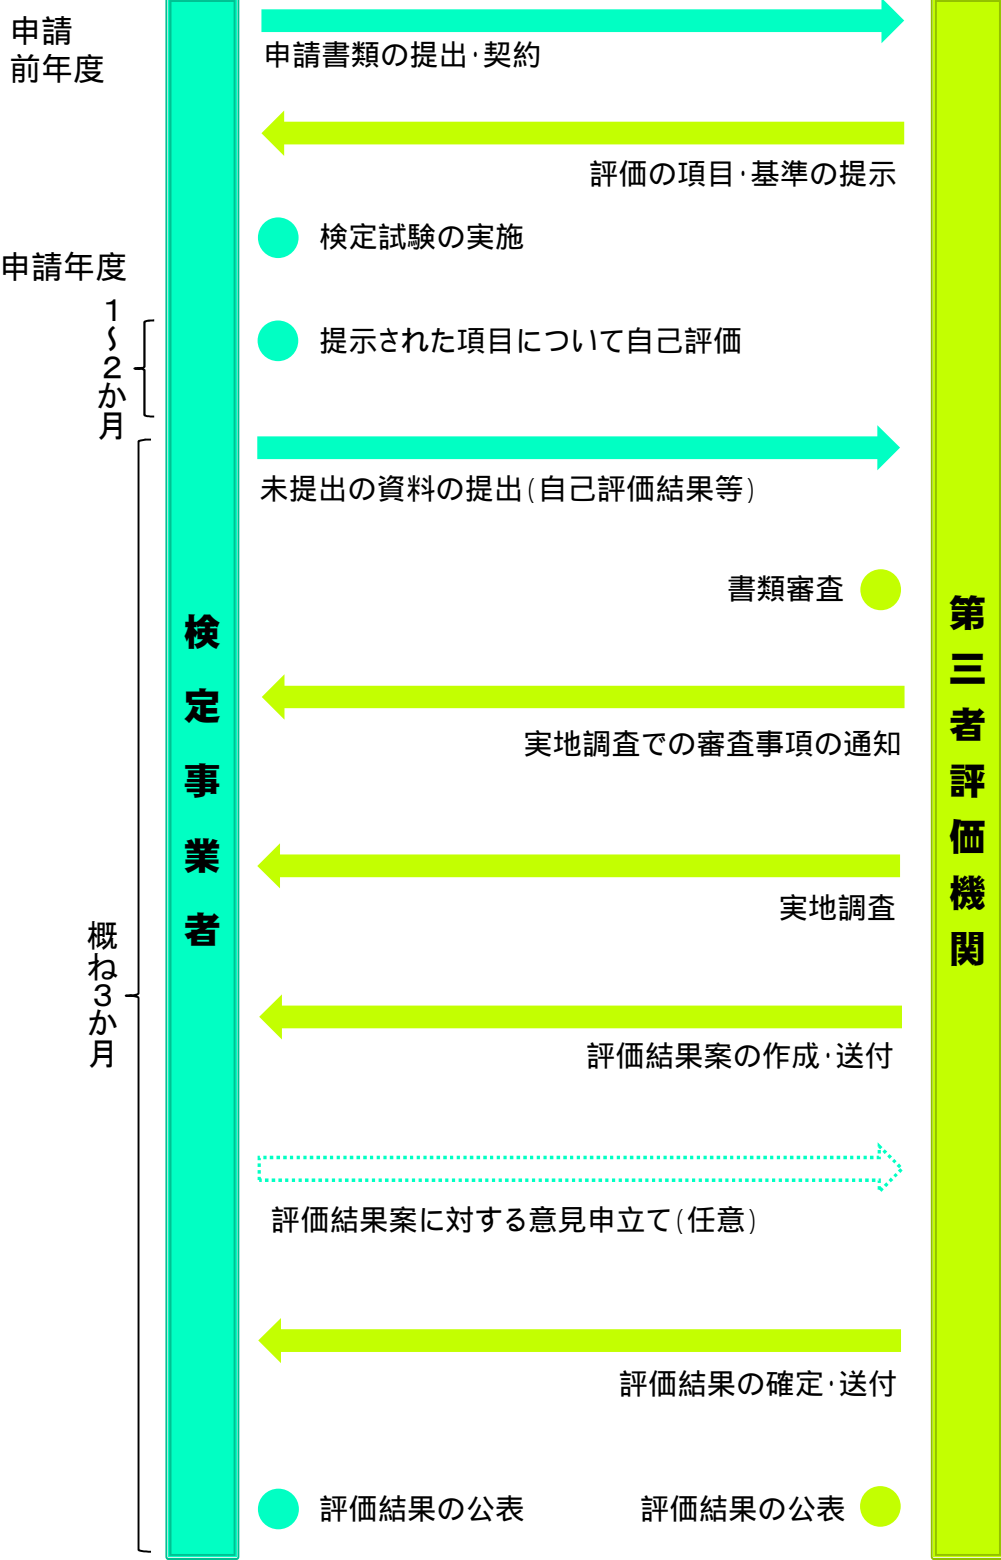 申請
前年度
申請書類の提出・契約
評価の項目・基準の提示
検定試験の実施
申請年度
1～2か月
提示された項目について自己評価
未提出の資料の提出(自己評価結果等)
書類審査
検定事業者
第三者評価機関
実地調査での審査事項の通知
実地調査
概ね3か月
評価結果案の作成・送付
評価結果案に対する意見申立て(任意)
評価結果の確定・送付
評価結果の公表
評価結果の公表